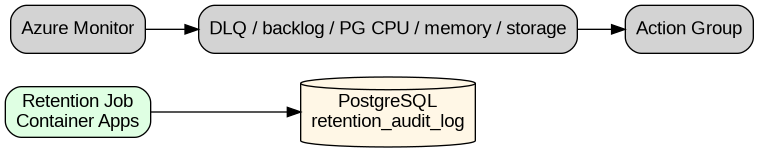 Azure Monitor
DLQ / backlog / PG CPU / memory / storage
Action Group
Retention Job
Container Apps
PostgreSQL
retention_audit_log